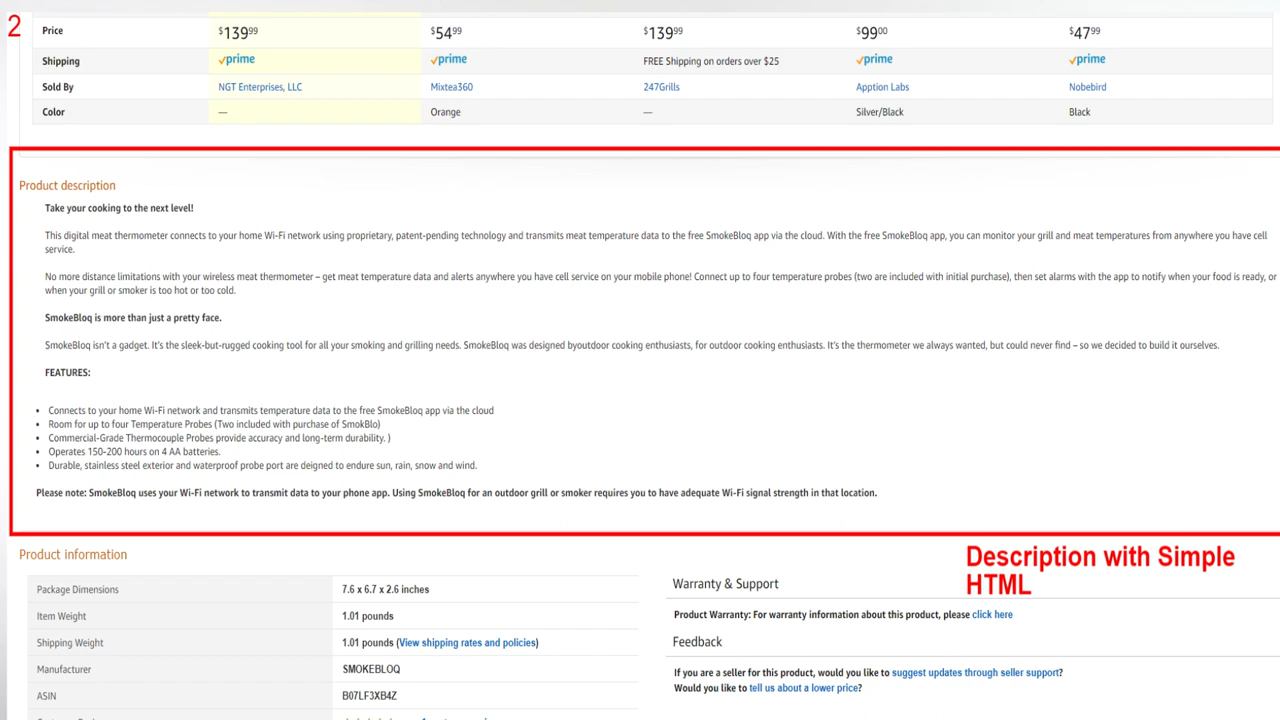 2
Price $139⁹⁹ $54⁹⁹ $139⁹⁹ $99⁰⁰ $47⁹⁹
Shipping prime prime FREE Shipping on orders over $25 prime prime
Sold By NGT Enterprises, LLC Mixtea360 247Grills Apption Labs Nobebird
Color — Orange — Silver/Black Black
Product description
Take your cooking to the next level!
This digital meat thermometer connects to your home Wi-Fi network using proprietary, patent-pending technology and transmits meat temperature data to the free SmokeBloq app via the cloud. With the free SmokeBloq app, you can monitor your grill and meat temperatures from anywhere you have cell
service.
No more distance limitations with your wireless meat thermometer – get meat temperature data and alerts anywhere you have cell service on your mobile phone! Connect up to four temperature probes (two are included with initial purchase), then set alarms with the app to notify when your food is ready, or
when your grill or smoker is too hot or too cold.
SmokeBloq is more than just a pretty face.
SmokeBloq isn't a gadget. It's the sleek-but-rugged cooking tool for all your smoking and grilling needs. SmokeBloq was designed byoutdoor cooking enthusiasts, for outdoor cooking enthusiasts. It's the thermometer we always wanted, but could never find – so we decided to build it ourselves.
FEATURES:
• Connects to your home Wi-Fi network and transmits temperature data to the free SmokeBloq app via the cloud
• Room for up to four Temperature Probes (Two included with purchase of SmokBlo)
• Commercial-Grade Thermocouple Probes provide accuracy and long-term durability. )
• Operates 150-200 hours on 4 AA batteries.
• Durable, stainless steel exterior and waterproof probe port are deigned to endure sun, rain, snow and wind.
Please note: SmokeBloq uses your Wi-Fi network to transmit data to your phone app. Using SmokeBloq for an outdoor grill or smoker requires you to have adequate Wi-Fi signal strength in that location.
Description with Simple
HTML
Product information
Package Dimensions 7.6 x 6.7 x 2.6 inches
Item Weight 1.01 pounds
Shipping Weight 1.01 pounds (View shipping rates and policies)
Manufacturer SMOKEBLOQ
ASIN B07LF3XB4Z
Warranty & Support
Product Warranty: For warranty information about this product, please click here
Feedback
If you are a seller for this product, would you like to suggest updates through seller support?
Would you like to tell us about a lower price?